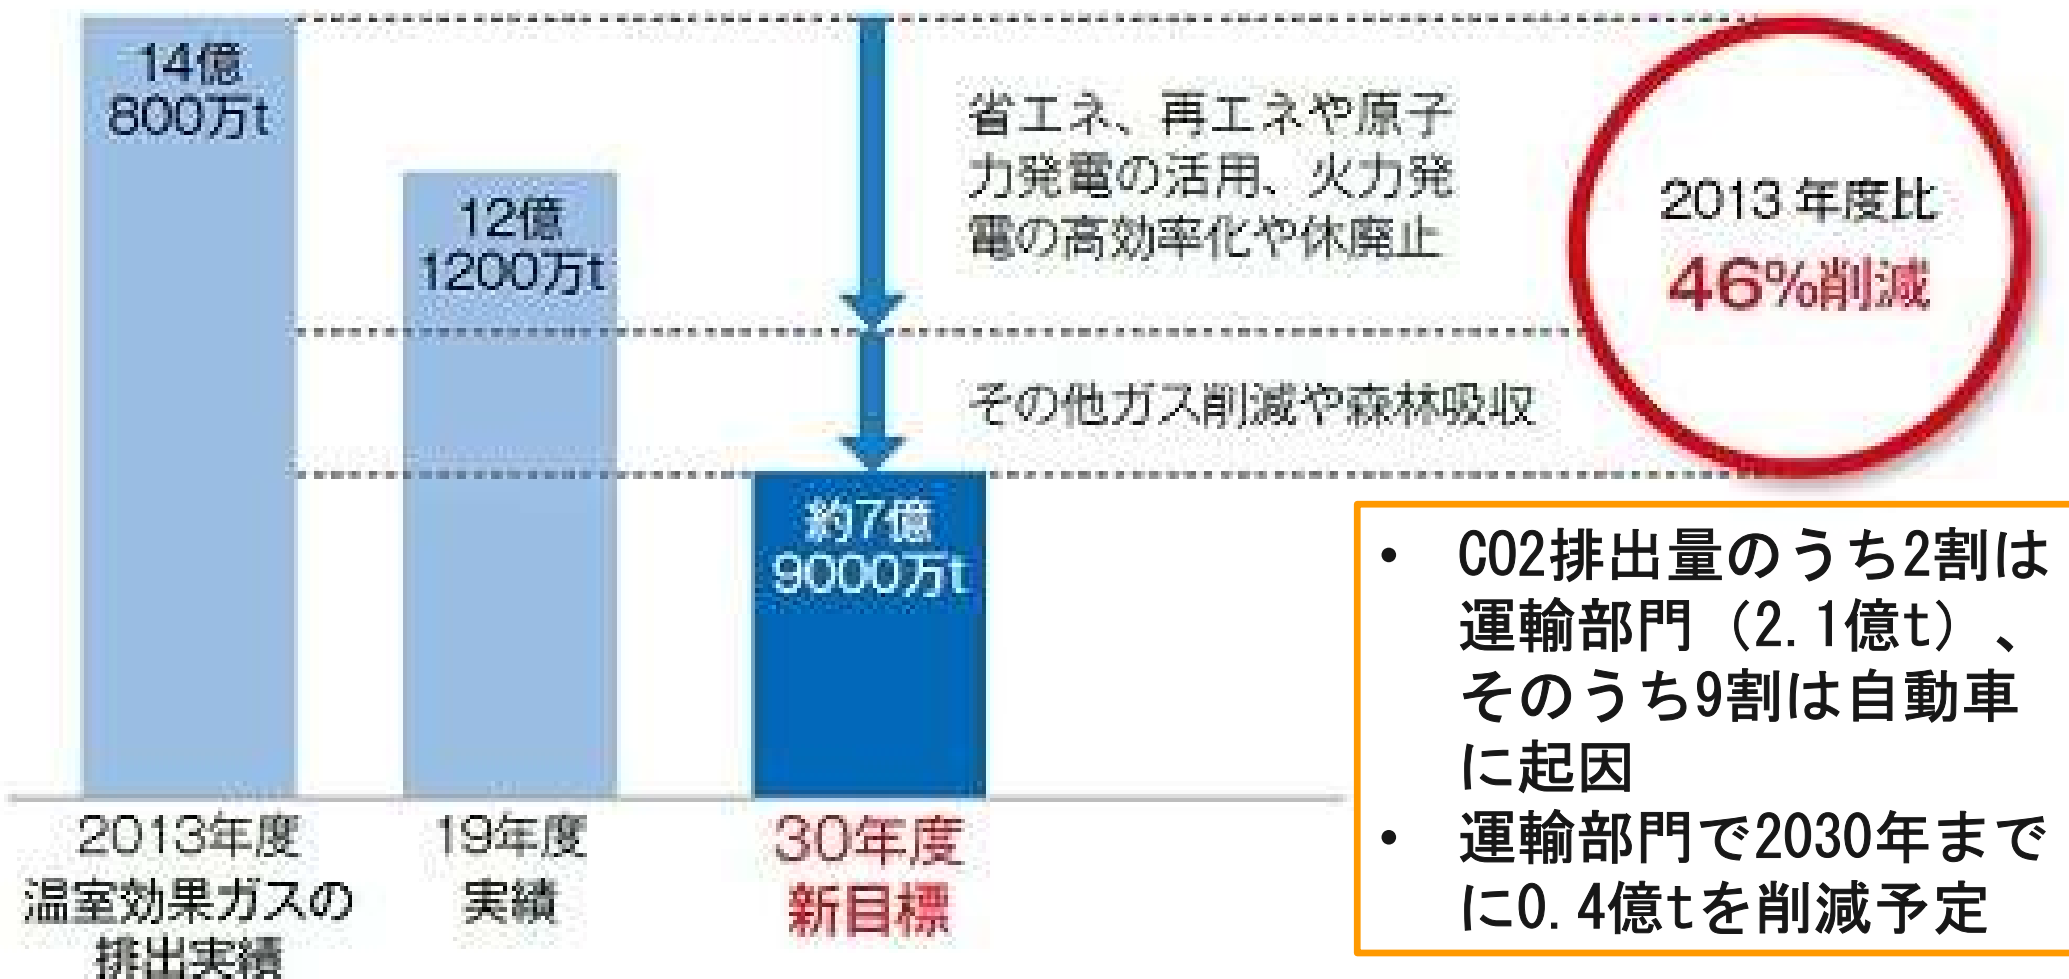 14億
800万t
12億
1200万t
約7億
9000万t
省エネ、再エネや原子
力発電の活用、火力発
電の高効率化や休廃止
その他ガス削減や森林吸収
2013年度比
46%削減
2013年度
温室効果ガスの
排出実績
19年度
実績
30年度
新目標
• CO2排出量のうち2割は
運輸部門（2.1億t）、
そのうち9割は自動車
に起因
• 運輸部門で2030年まで
に0.4億tを削減予定